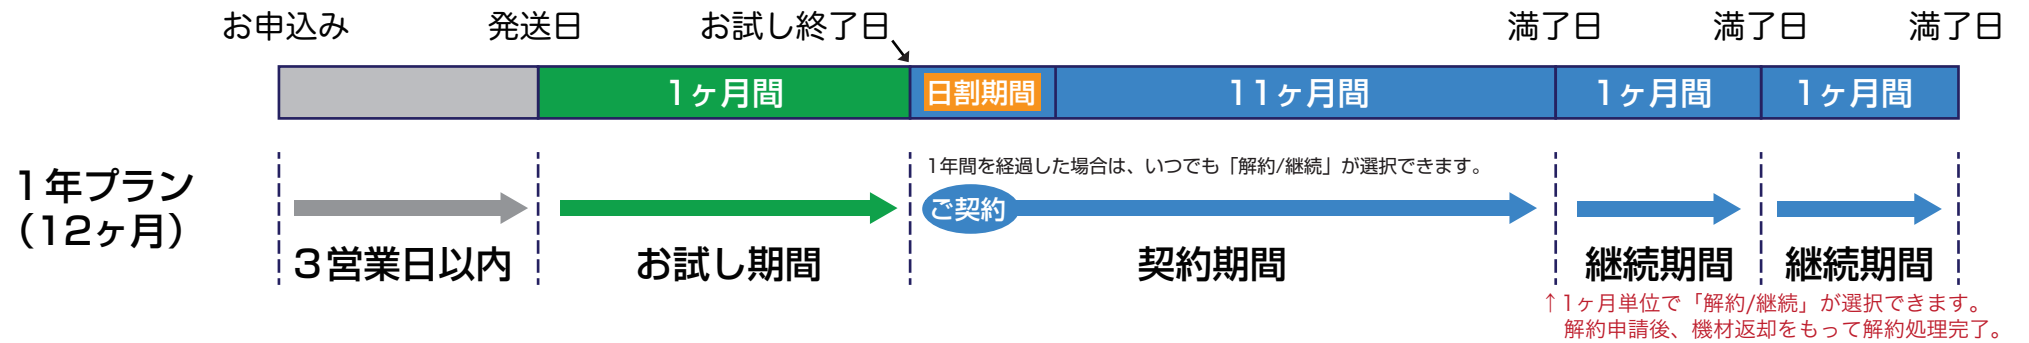 お申込み
発送日
お試し終了日
満了日
満了日
満了日
1ヶ月間
日割期間
11ヶ月間
1ヶ月間
1ヶ月間
1年プラン
（12ヶ月）
1年間を経過した場合は、いつでも「解約/継続」が選択できます。
ご契約
3営業日以内
お試し期間
契約期間
継続期間
継続期間
↑1ヶ月単位で「解約/継続」が選択できます。
解約申請後、機材返却をもって解約処理完了。